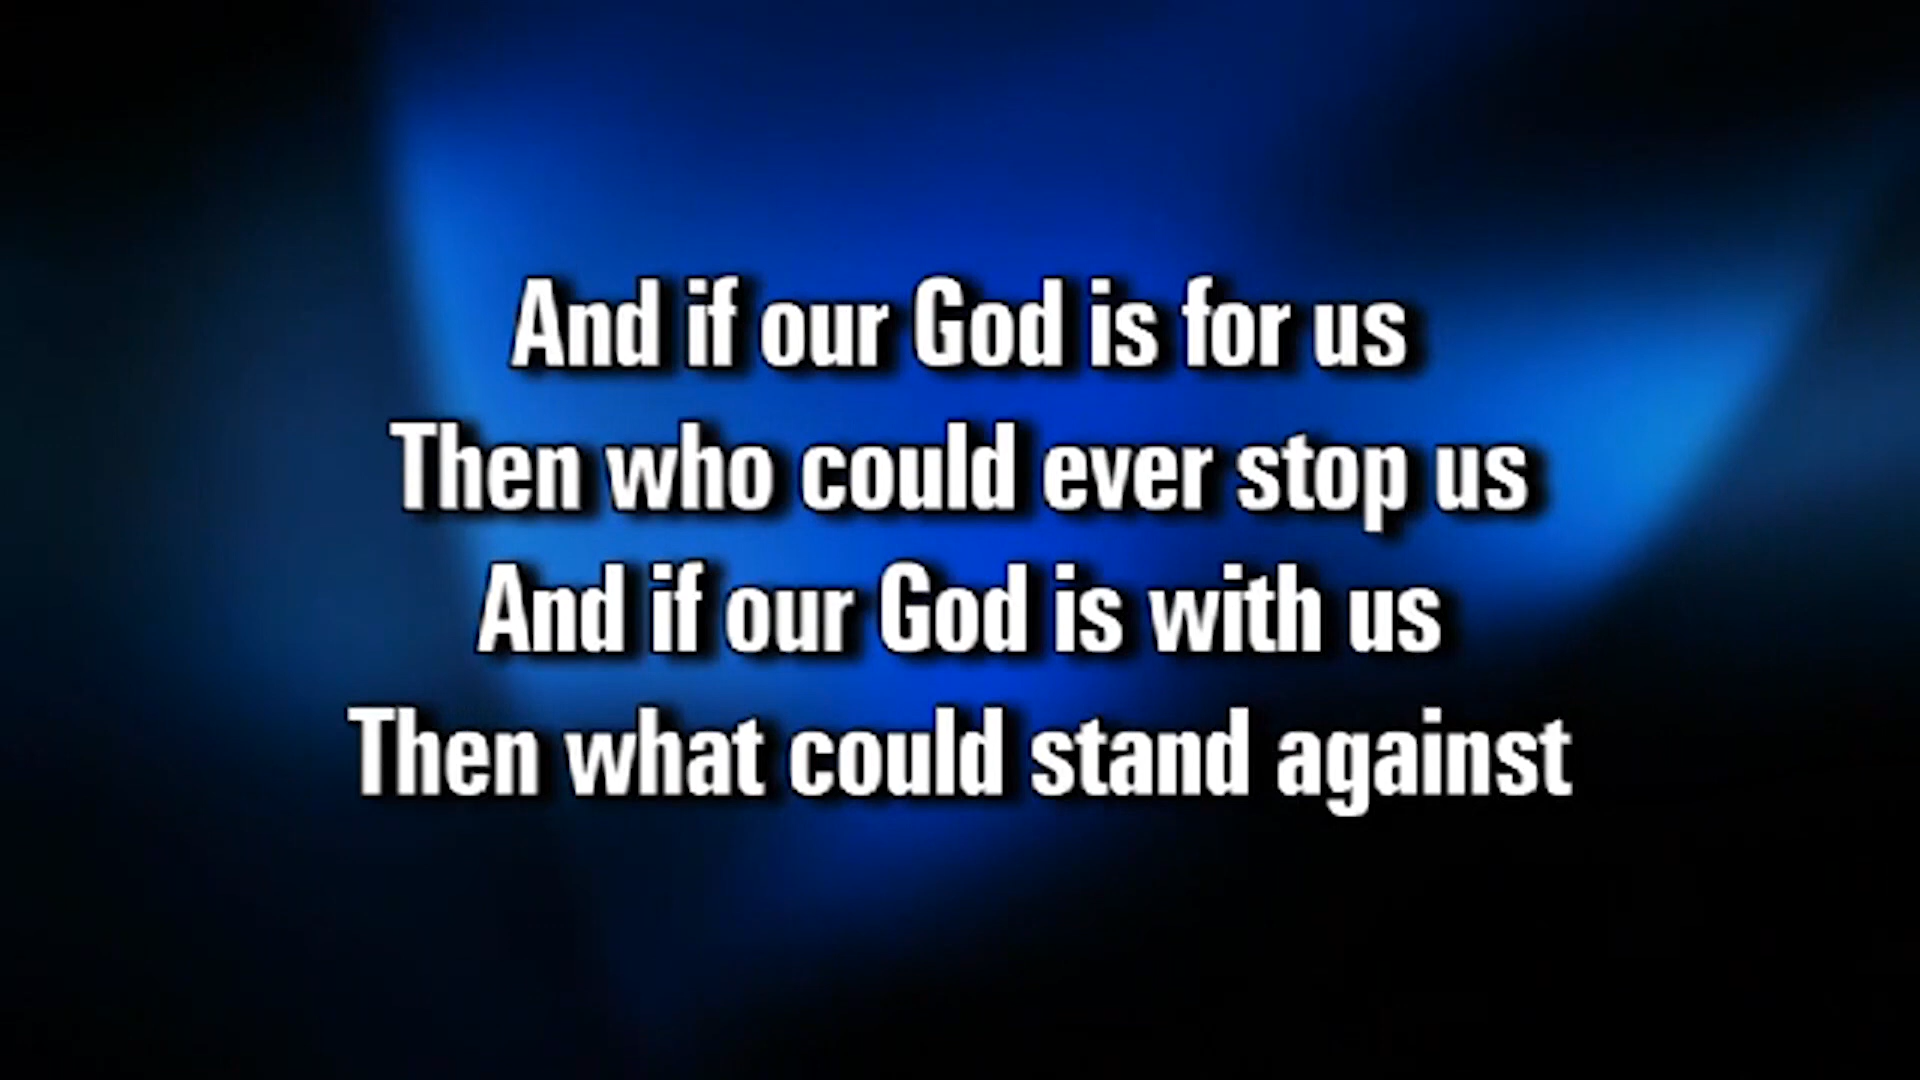 And if our God is for us
Then who could ever stop us
And if our God is with us
Then what could stand against